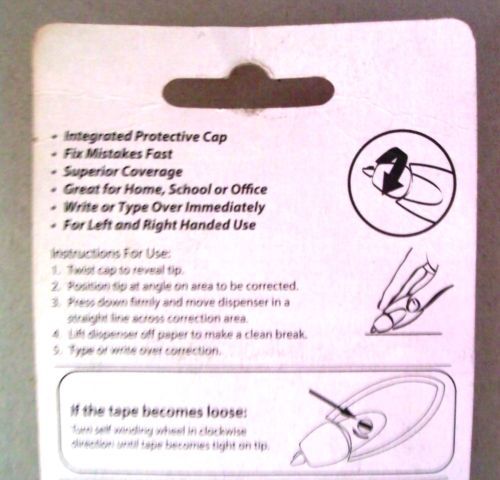 • Integrated Protective Cap
• Fix Mistakes Fast
• Superior Coverage
• Great for Home, School or Office
• Write or Type Over Immediately
• For Left and Right Handed Use
Instructions For Use:
1. Twist cap to reveal tip.
2. Position tip at angle on area to be corrected.
3. Press down firmly and move dispenser in a
straight line across correction area.
4. Lift dispenser off paper to make a clean break.
5. Type or write over correction.
If the tape becomes loose:
Turn self winding wheel in clockwise
direction until tape becomes tight on tip.